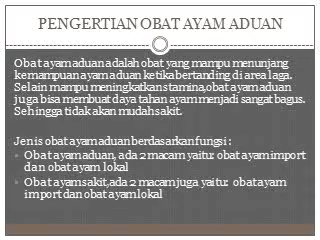 PENGERTIAN OBAT AYAM ADUAN
Obat ayam aduan adalah obat yang mampu menunjang
kemampuan ayam aduan ketika bertanding di area laga.
Selain mampu meningkatkan stamina,obat ayam aduan
juga bisa membuat daya tahan ayam menjadi sangat bagus.
Sehingga tidak akan mudah sakit.
Jenis obat ayam aduan berdasarkan fungsi :
• Obat ayam aduan, ada 2 macam yaitu: obat ayam import
dan obat ayam lokal
• Obat ayam sakit,ada 2 macam juga yaitu: obat ayam
import dan obat ayam lokal